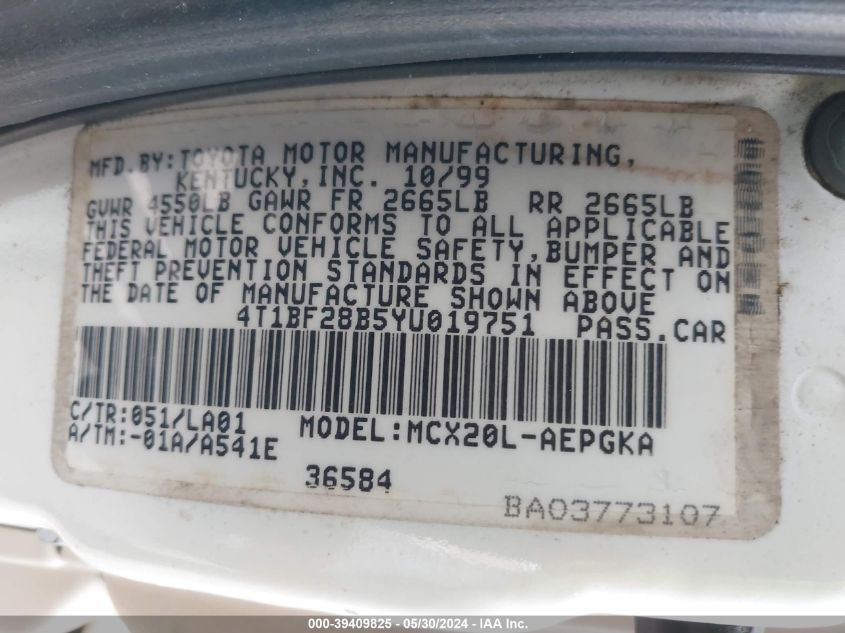 MFD.BY:TOYOTA MOTOR MANUFACTURING,
KENTUCKY,INC. 10/99
GVWR 4550LB GAWR FR 2665LB RR 2665LB
THIS VEHICLE CONFORMS TO ALL APPLICABLE
FEDERAL MOTOR VEHICLE SAFETY,BUMPER AND
THEFT PREVENTION STANDARDS IN EFFECT ON
THE DATE OF MANUFACTURE SHOWN ABOVE
4T1BF28B5YU019751 PASS.CAR
C/TR:051/LA01
A/TM:-01A/A541E
MODEL:MCX20L-AEPGKA
36584
BA03773107
000-39409825 - 05/30/2024 - IAA Inc.